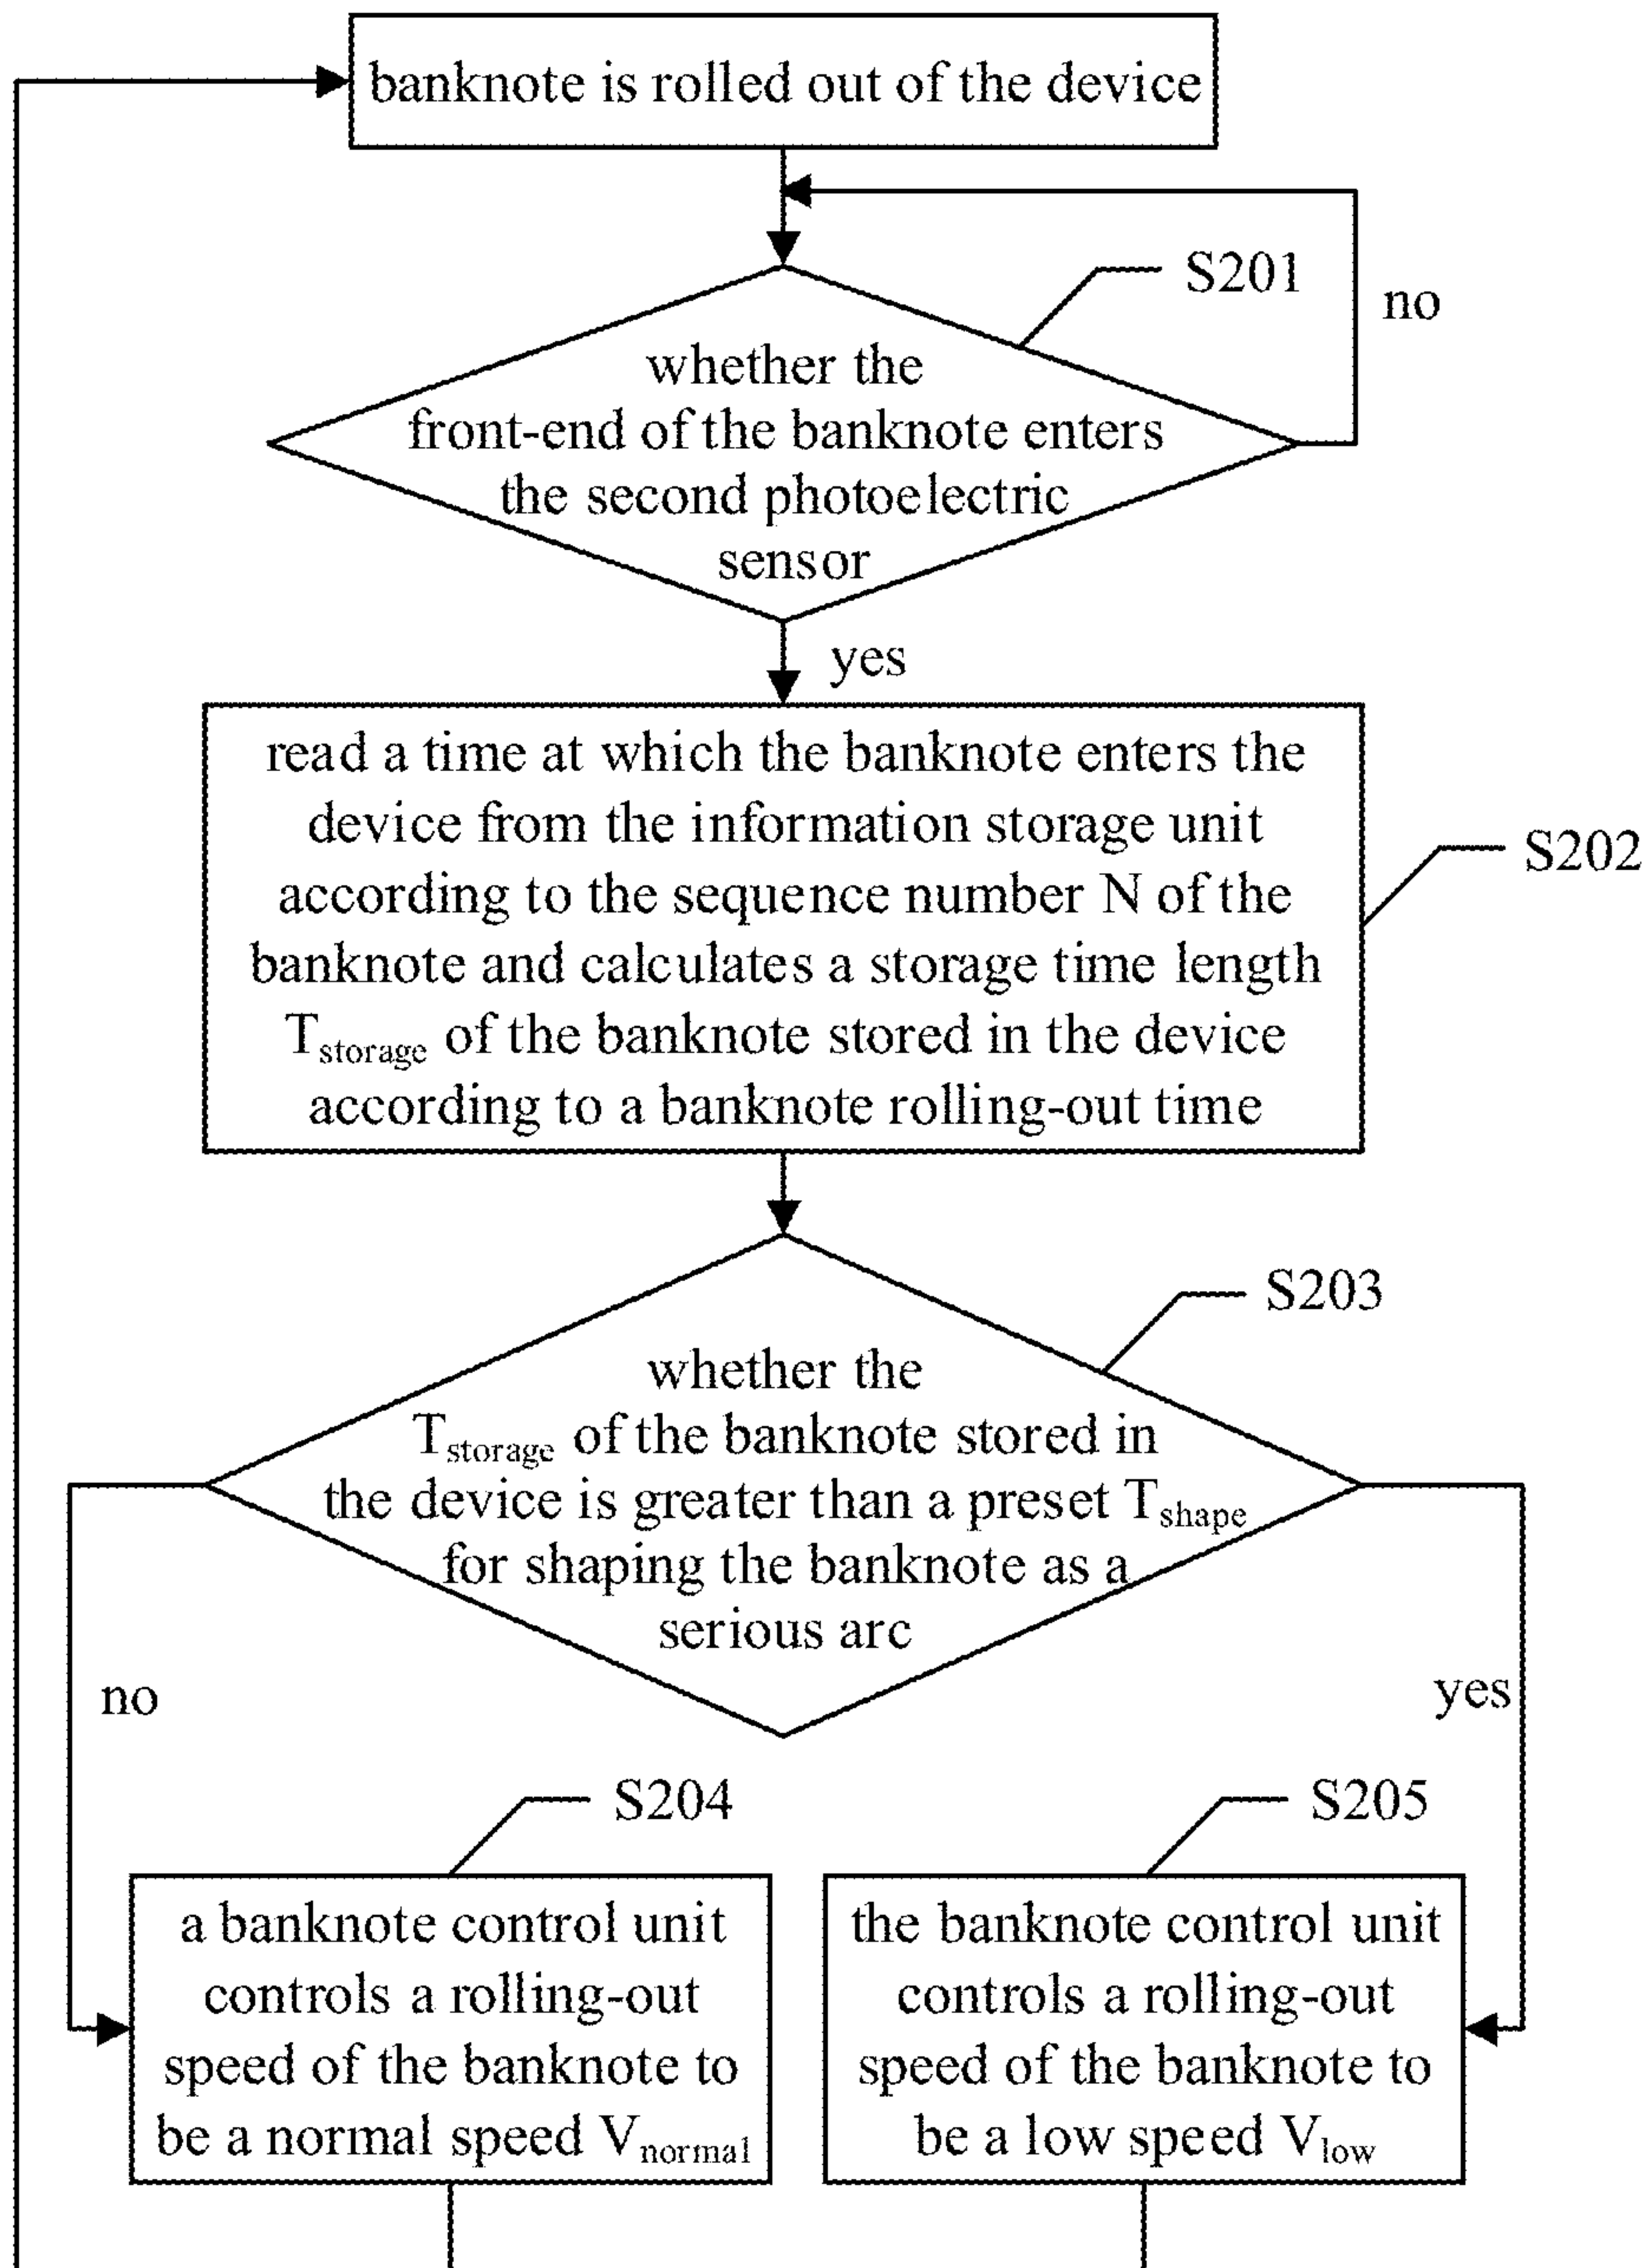 banknote is rolled out of the device
S201
no
whether the
front-end of the banknote enters
the second photoelectric
sensor
yes
read a time at which the banknote enters the
device from the information storage unit
according to the sequence number N of the
banknote and calculates a storage time length
T_storage of the banknote stored in the device
according to a banknote rolling-out time
S202
S203
whether the
T_storage of the banknote stored in
the device is greater than a preset T_shape
for shaping the banknote as a
serious arc
no
yes
S204
a banknote control unit
controls a rolling-out
speed of the banknote to
be a normal speed V_normal
S205
the banknote control unit
controls a rolling-out
speed of the banknote to
be a low speed V_low